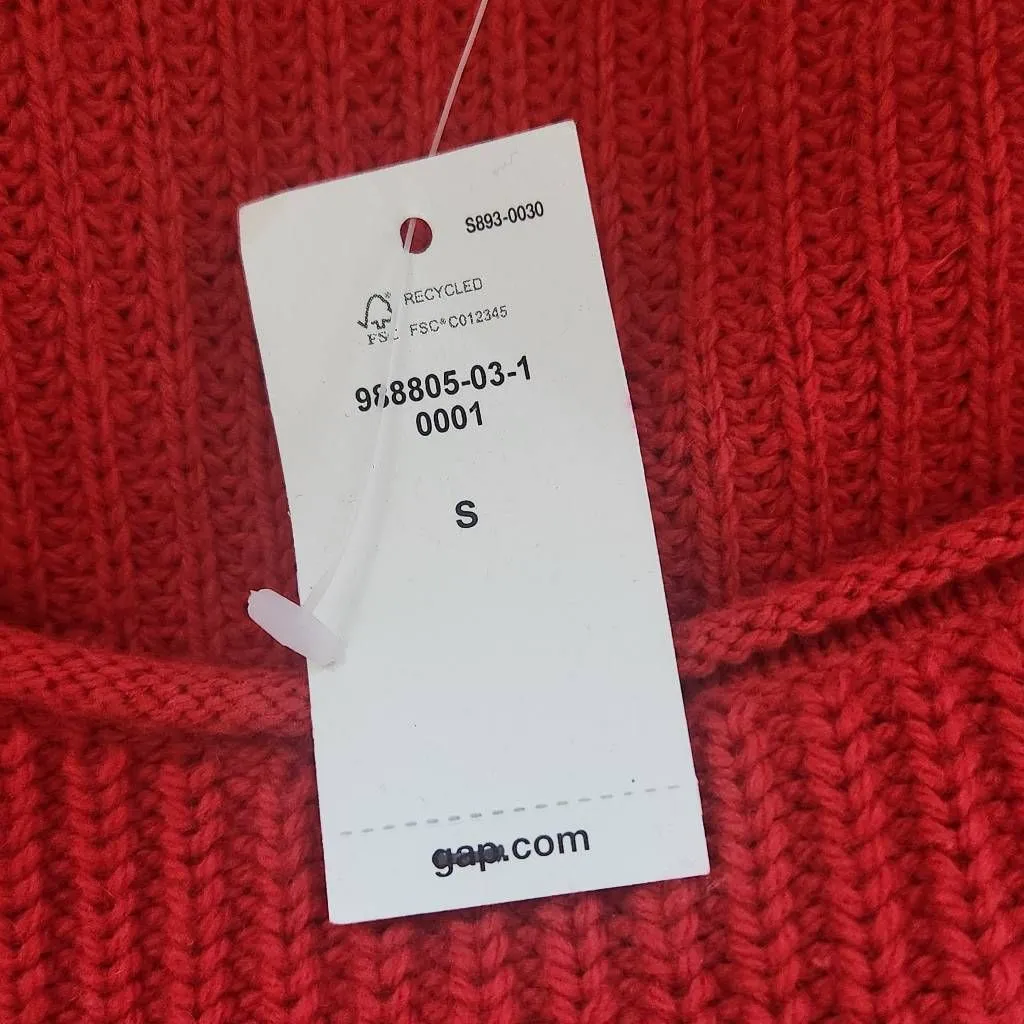 S893-0030
RECYCLED
FSC
FSC® C012345
988805-03-1
0001
S
gap.com